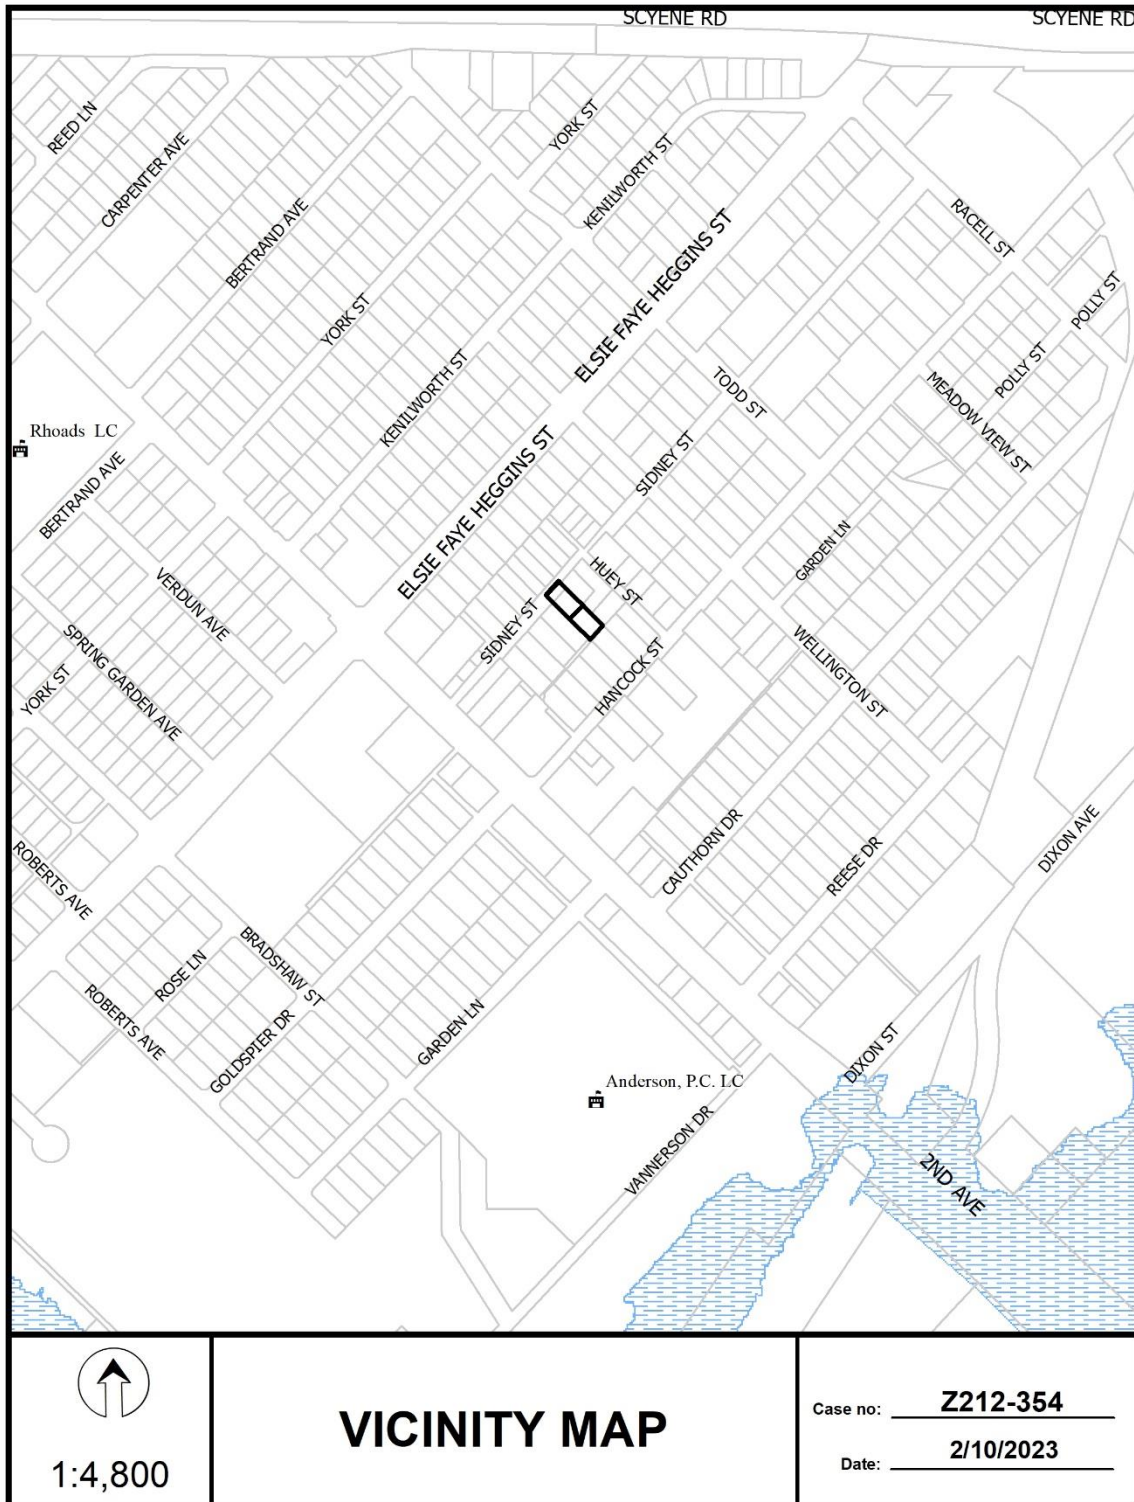 SCYENE RD
SCYENE RD
REED LN
CARPENTER AVE
YORK ST
KENILWORTH ST
BERTRAND AVE
RACELL ST
ELSIE FAYE HEGGINS ST
POLLY ST
YORK ST
POLLY ST
KENILWORTH ST
TODD ST
MEADOW VIEW ST
Rhoads LC
SIDNEY ST
BERTRAND AVE
ELSIE FAYE HEGGINS ST
GARDEN LN
HUEY ST
VERDUN AVE
SIDNEY ST
WELLINGTON ST
HANCOCK ST
SPRING GARDEN AVE
YORK ST
CAUTHORN DR
REESE DR
DIXON AVE
ROBERTS AVE
BRADSHAW ST
ROSE LN
ROBERTS AVE
GOLDSPIER DR
GARDEN LN
DIXON ST
Anderson, P.C. LC
VANNERSON DR
2ND AVE
1:4,800
VICINITY MAP
Case no: Z212-354
Date: 2/10/2023